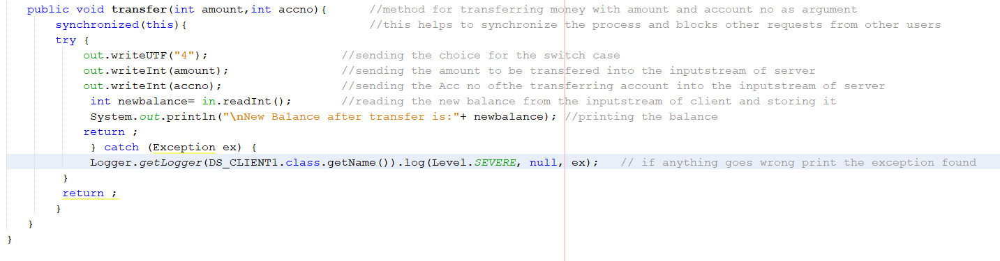 public void transfer(int amount,int accno){ //method for transferring money with amount and account no as argument
synchronized(this){ //this helps to synchronize the process and blocks other requests from other users
try {
out.writeUTF("4"); //sending the choice for the switch case
out.writeInt(amount); //sending the amount to be transfered into the inputstream of server
out.writeInt(accno); //sending the Acc no ofthe transferring account into the inputstream of server
int newbalance= in.readInt(); //reading the new balance from the inputstream of client and storing it
System.out.println("\nNew Balance after transfer is:"+ newbalance); //printing the balance
return ;
} catch (Exception ex) {
Logger.getLogger(DS_CLIENT1.class.getName()).log(Level.SEVERE, null, ex); // if anything goes wrong print the exception found
}
return ;
}
}
}